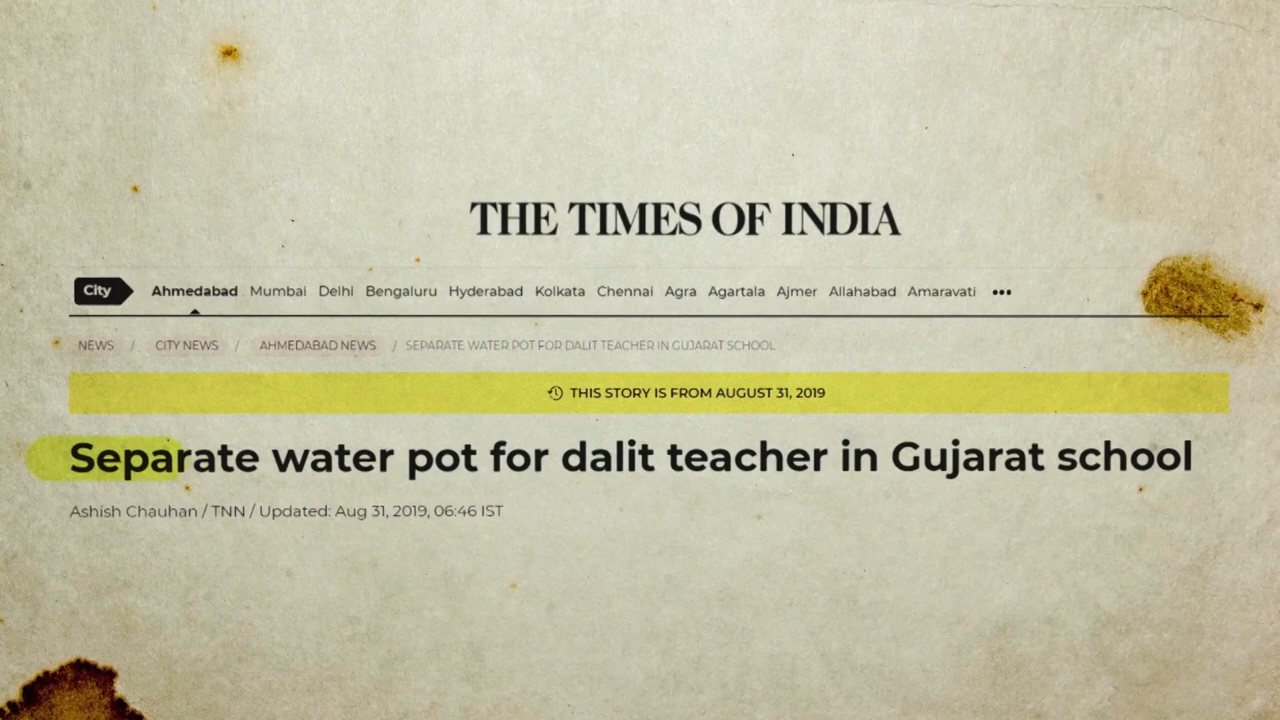 THE TIMES OF INDIA
City Ahmedabad Mumbai Delhi Bengaluru Hyderabad Kolkata Chennai Agra Agartala Ajmer Allahabad Amaravati •••
NEWS / CITY NEWS / AHMEDABAD NEWS / SEPARATE WATER POT FOR DALIT TEACHER IN GUJARAT SCHOOL
THIS STORY IS FROM AUGUST 31, 2019
Separate water pot for dalit teacher in Gujarat school
Ashish Chauhan / TNN / Updated: Aug 31, 2019, 06:46 IST